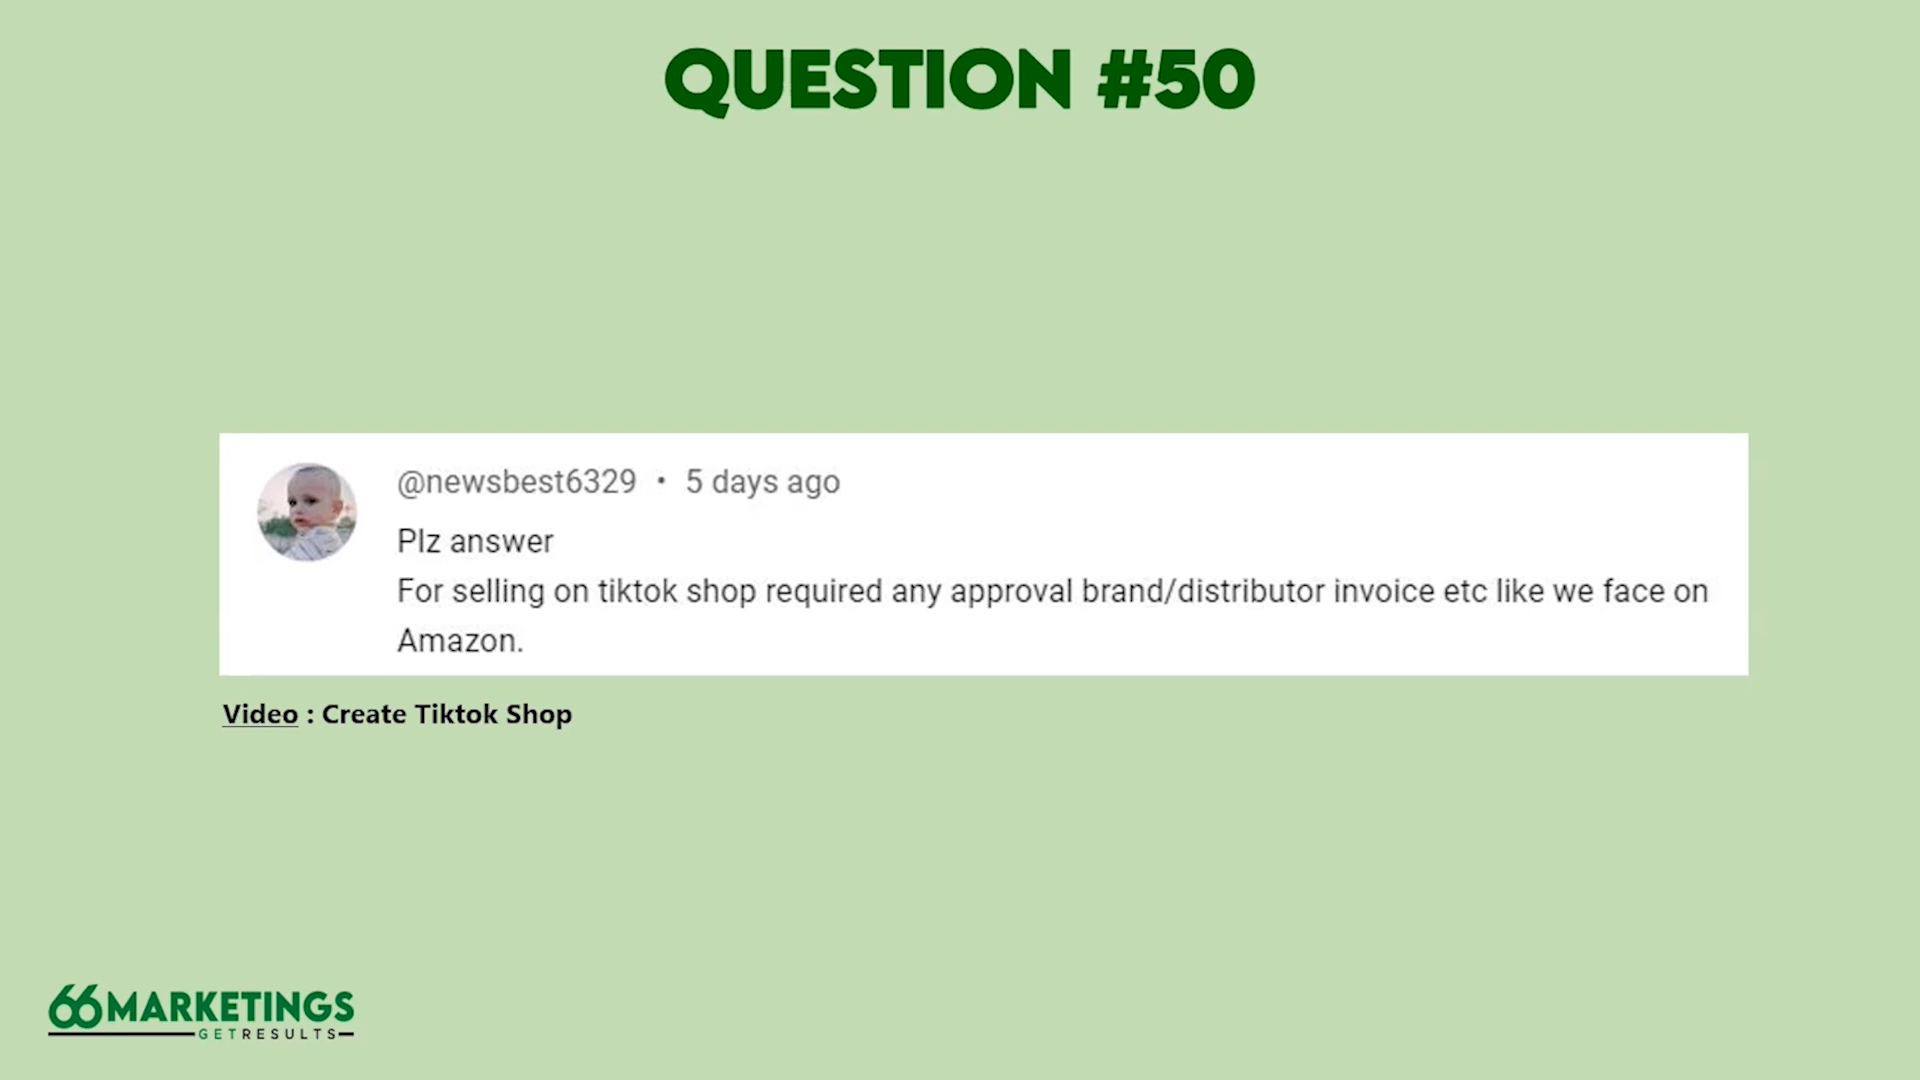 QUESTION #50
@newsbest6329 • 5 days ago
Plz answer
For selling on tiktok shop required any approval brand/distributor invoice etc like we face on
Amazon.
Video : Create Tiktok Shop
66MARKETINGS
GETRESULTS